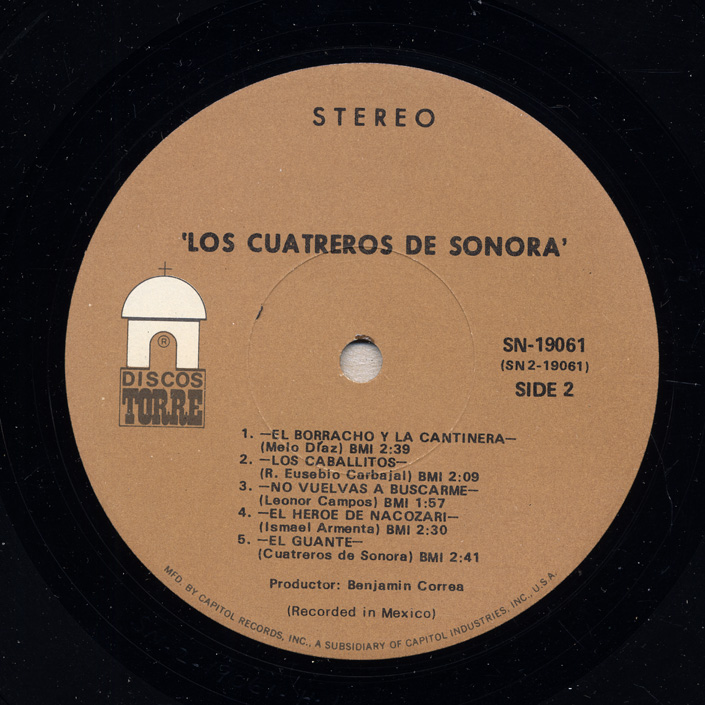 STEREO
'LOS CUATREROS DE SONORA'
®
DISCOS
TORRE
SN-19061
(SN2-19061)
SIDE 2
1. —EL BORRACHO Y LA CANTINERA—
(Melo Díaz) BMI 2:39
2. —LOS CABALLITOS—
(R. Eusebio Carbajal) BMI 2:09
3. —NO VUELVAS A BUSCARME—
(Leonor Campos) BMI 1:57
4. —EL HEROE DE NACOZARI—
(Ismael Armenta) BMI 2:30
5. —EL GUANTE—
(Cuatreros de Sonora) BMI 2:41
Productor: Benjamin Correa
(Recorded in Mexico)
MFD. BY CAPITOL RECORDS, INC., A SUBSIDIARY OF CAPITOL INDUSTRIES, INC., U.S.A.